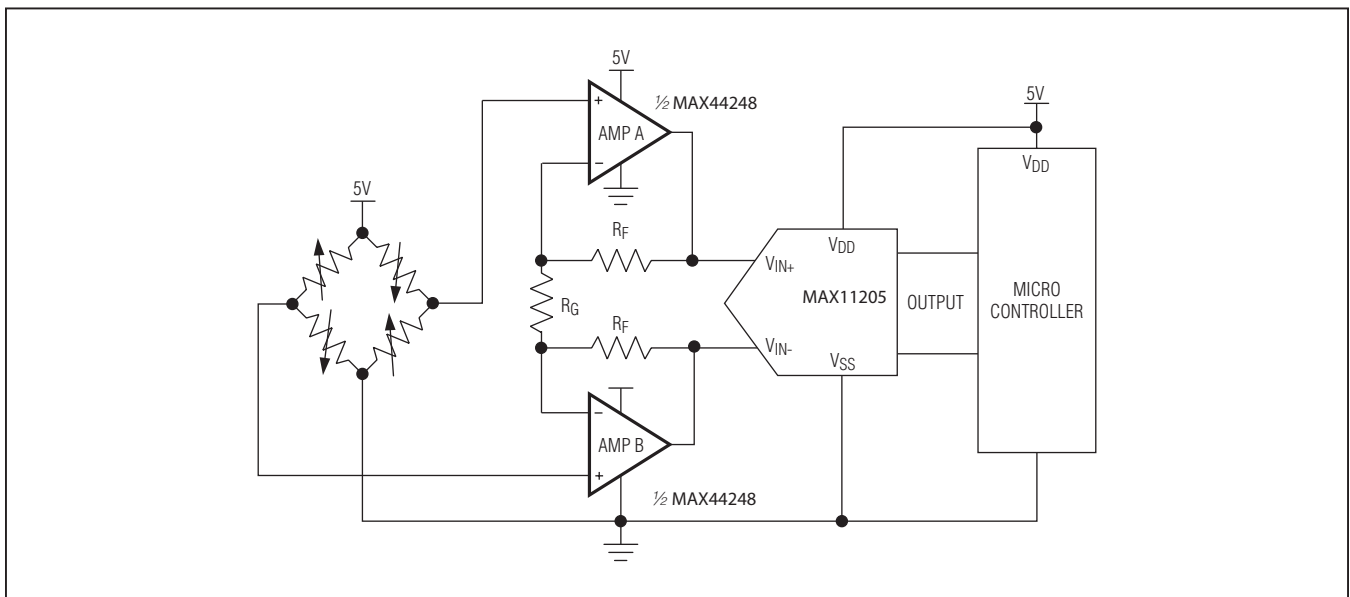 5V
½ MAX44248
+
AMP A
−
5V
VDD
5V
RF
VDD
VIN+
RG
MAX11205
OUTPUT
MICRO
CONTROLLER
RF
VIN-
VSS
−
AMP B
+
½ MAX44248